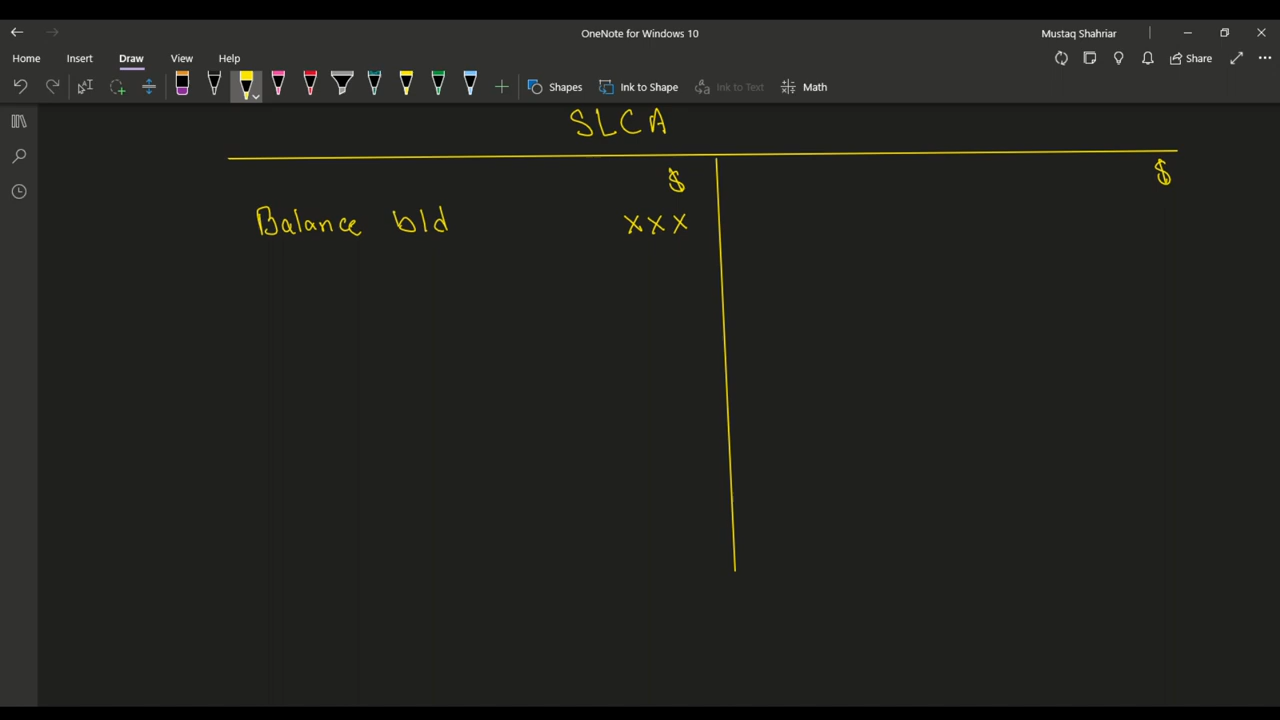 OneNote for Windows 10
Mustaq Shahriar
Home Insert Draw View Help
Share
Shapes Ink to Shape Ink to Text Math
SLCA
$ $
Balance b/d xxx